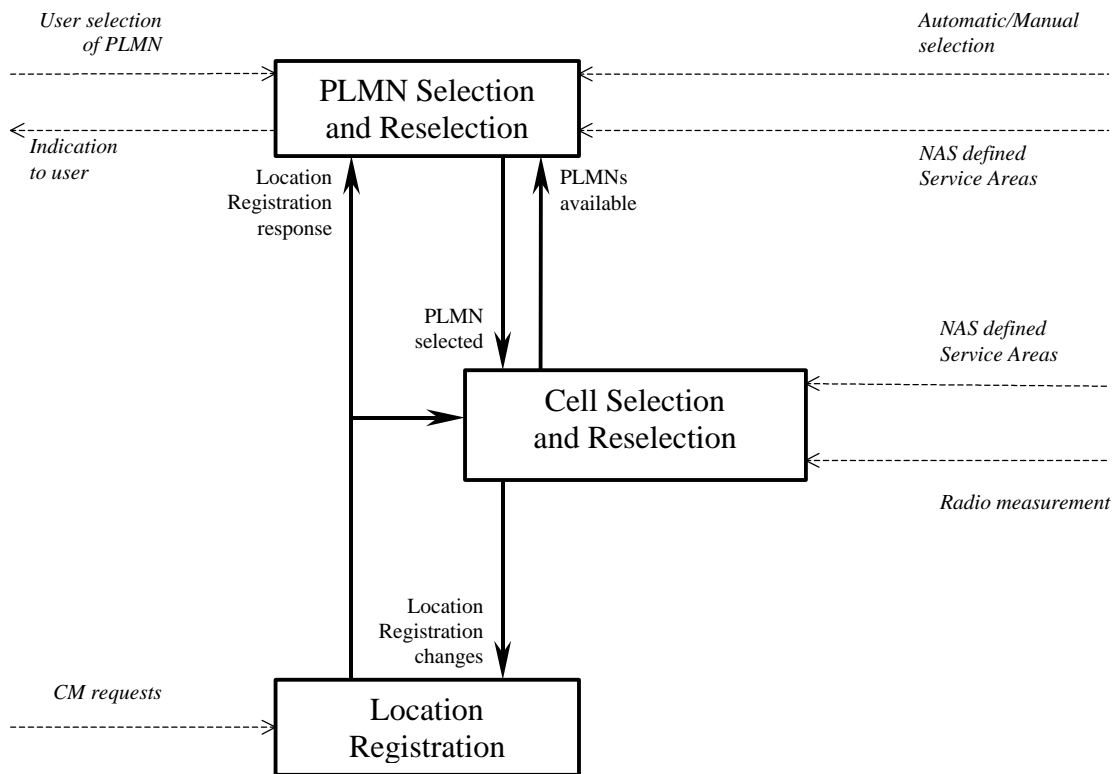 User selection
of PLMN
Automatic/Manual
selection
PLMN Selection
and Reselection
Indication
to user
NAS defined
Service Areas
Location
Registration
response
PLMNs
available
PLMN
selected
NAS defined
Service Areas
Cell Selection
and Reselection
Radio measurement
Location
Registration
changes
CM requests
Location
Registration